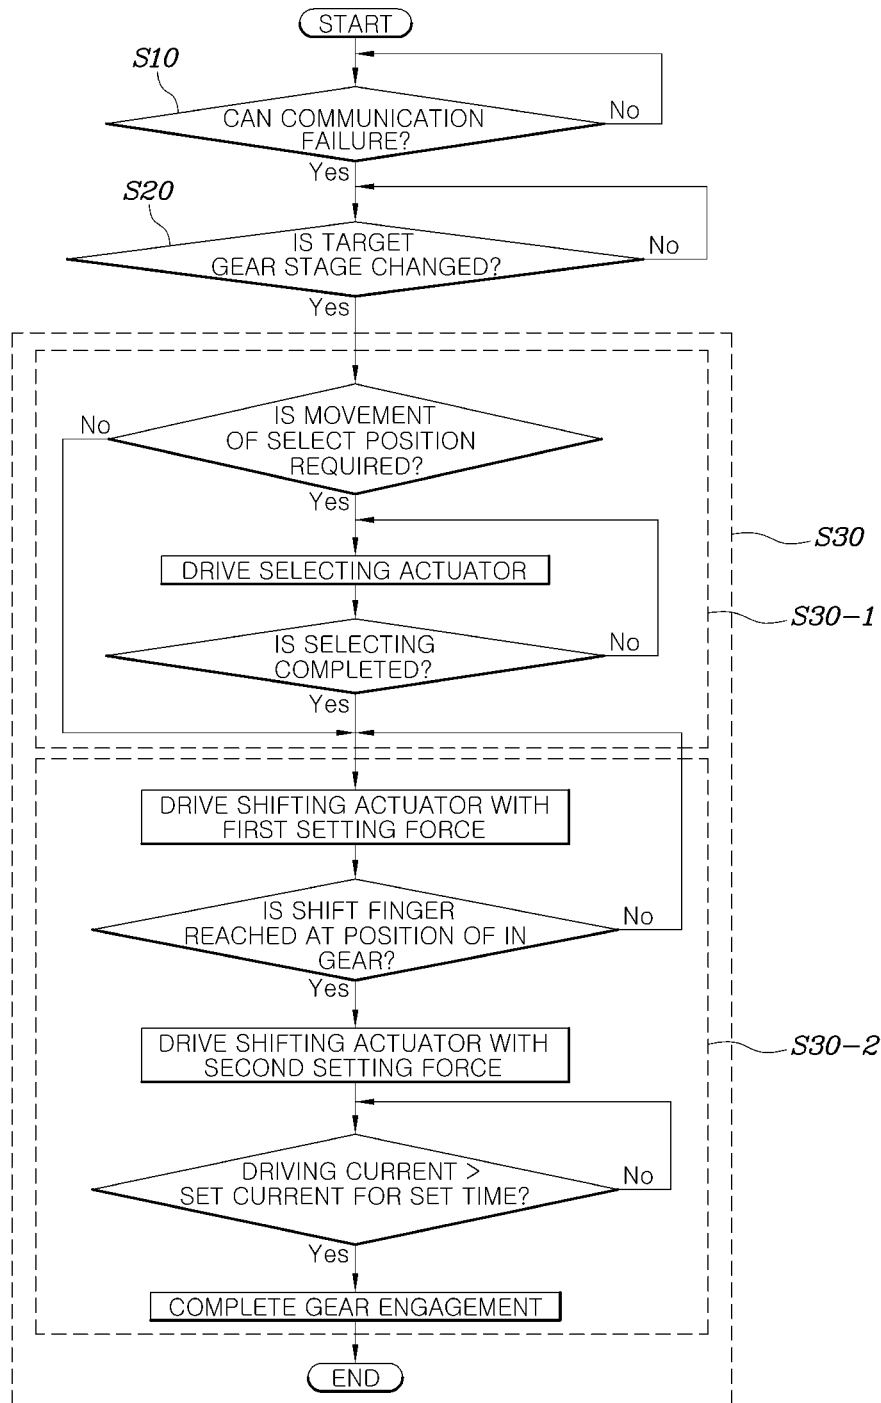 START
S10
CAN COMMUNICATION
FAILURE?
No
Yes
S20
IS TARGET
GEAR STAGE CHANGED?
No
Yes
IS MOVEMENT
OF SELECT POSITION
REQUIRED?
No
Yes
S30
DRIVE SELECTING ACTUATOR
S30-1
IS SELECTING
COMPLETED?
No
Yes
DRIVE SHIFTING ACTUATOR WITH
FIRST SETTING FORCE
IS SHIFT FINGER
REACHED AT POSITION OF IN
GEAR?
No
Yes
DRIVE SHIFTING ACTUATOR WITH
SECOND SETTING FORCE
S30-2
DRIVING CURRENT >
SET CURRENT FOR SET TIME?
No
Yes
COMPLETE GEAR ENGAGEMENT
END